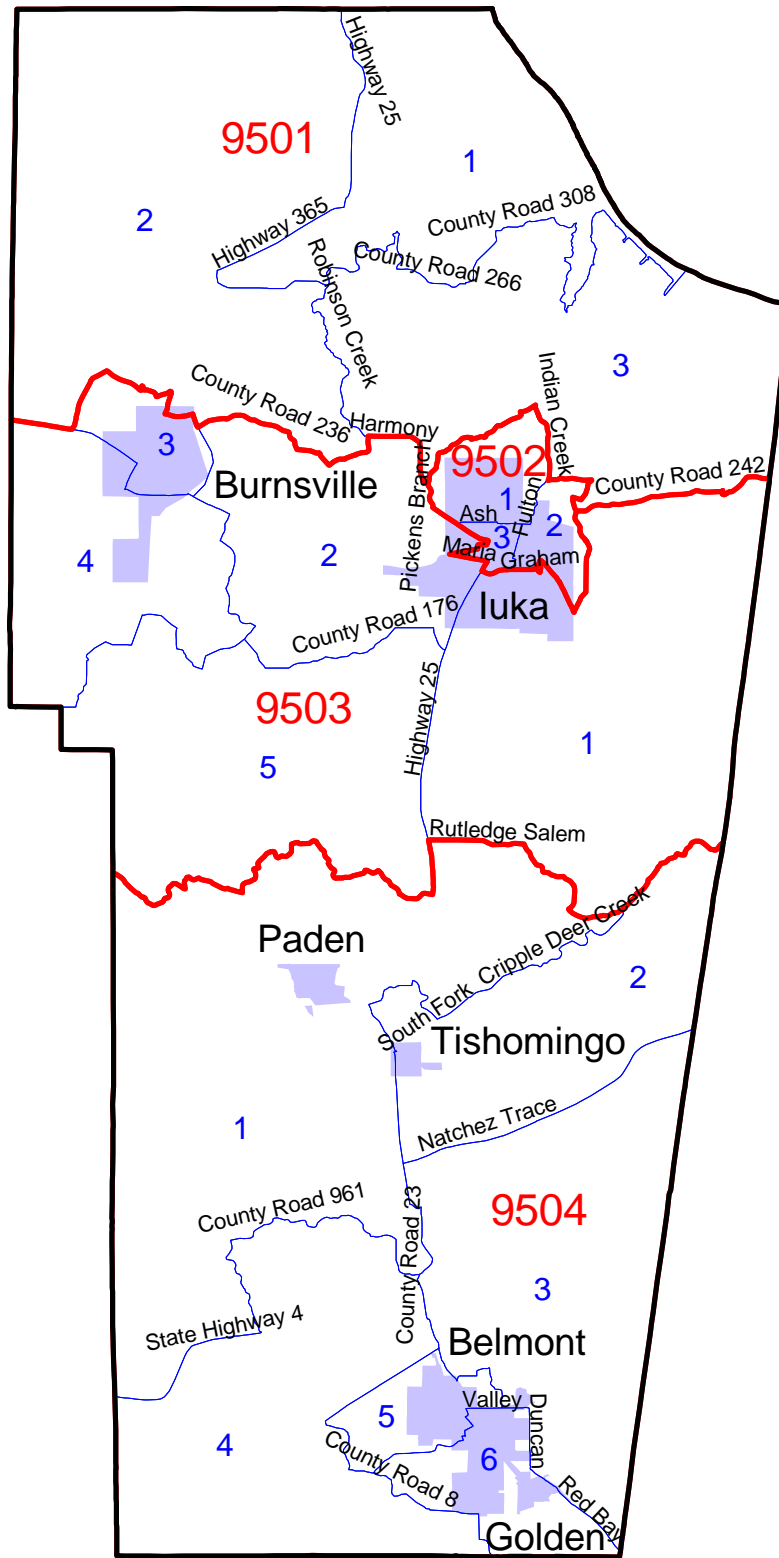 Highway 25
9501
1
2
County Road 308
Highway 365
Robinson Creek
County Road 266
3
Indian Creek
County Road 236
Harmony
3
9502
County Road 242
Burnsville
Pickens Branch
1
Ash
Fulton
2
3
4
2
Maria Graham
Iuka
County Road 176
9503
Highway 25
1
5
Rutledge Salem
Paden
South Fork Cripple Deer Creek
2
Tishomingo
1
Natchez Trace
County Road 961
County Road 23
9504
3
State Highway 4
Belmont
Valley
Duncan
5
4
6
County Road 8
Red Bay
Golden